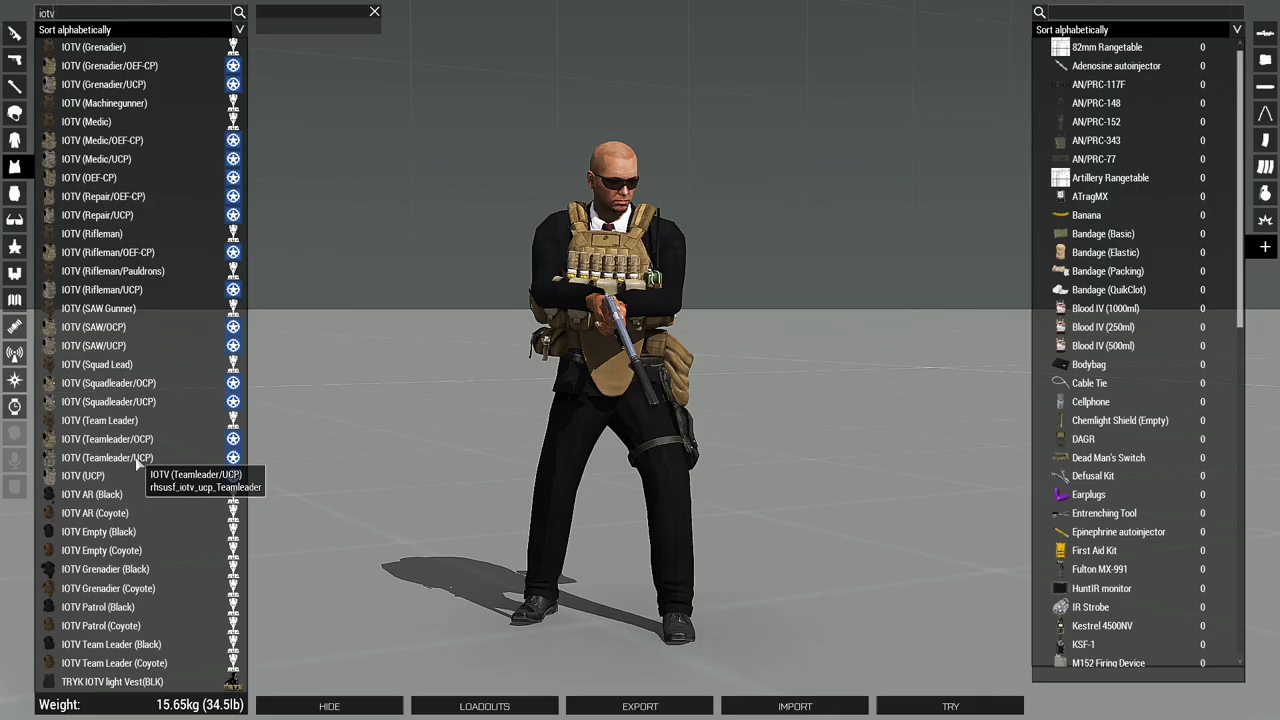 iotv
Sort alphabetically
IOTV (Grenadier)
IOTV (Grenadier/OEF-CP)
IOTV (Grenadier/UCP)
IOTV (Machinegunner)
IOTV (Medic)
IOTV (Medic/OEF-CP)
IOTV (Medic/UCP)
IOTV (OEF-CP)
IOTV (Repair/OEF-CP)
IOTV (Repair/UCP)
IOTV (Rifleman)
IOTV (Rifleman/OEF-CP)
IOTV (Rifleman/Pauldrons)
IOTV (Rifleman/UCP)
IOTV (SAW Gunner)
IOTV (SAW/OCP)
IOTV (SAW/UCP)
IOTV (Squad Lead)
IOTV (Squadleader/OCP)
IOTV (Squadleader/UCP)
IOTV (Team Leader)
IOTV (Teamleader/OCP)
IOTV (Teamleader/UCP)
IOTV (UCP)
IOTV AR (Black)
IOTV AR (Coyote)
IOTV Empty (Black)
IOTV Empty (Coyote)
IOTV Grenadier (Black)
IOTV Grenadier (Coyote)
IOTV Patrol (Black)
IOTV Patrol (Coyote)
IOTV Team Leader (Black)
IOTV Team Leader (Coyote)
TRYK IOTV light Vest(BLK)
IOTV (Teamleader/UCP)
rhsusf_iotv_ucp_Teamleader
Weight: 15.65kg (34.5lb)
HIDE
LOADOUTS
EXPORT
IMPORT
TRY
Sort alphabetically
82mm Rangetable 0
Adenosine autoinjector 0
AN/PRC-117F 0
AN/PRC-148 0
AN/PRC-152 0
AN/PRC-343 0
AN/PRC-77 0
Artillery Rangetable 0
ATragMX 0
Banana 0
Bandage (Basic) 0
Bandage (Elastic) 0
Bandage (Packing) 0
Bandage (QuikClot) 0
Blood IV (1000ml) 0
Blood IV (250ml) 0
Blood IV (500ml) 0
Bodybag 0
Cable Tie 0
Cellphone 0
Chemlight Shield (Empty) 0
DAGR 0
Dead Man's Switch 0
Defusal Kit 0
Earplugs 0
Entrenching Tool 0
Epinephrine autoinjector 0
First Aid Kit 0
Fulton MX-991 0
HuntIR monitor 0
IR Strobe 0
Kestrel 4500NV 0
KSF-1 0
M152 Firing Device 0